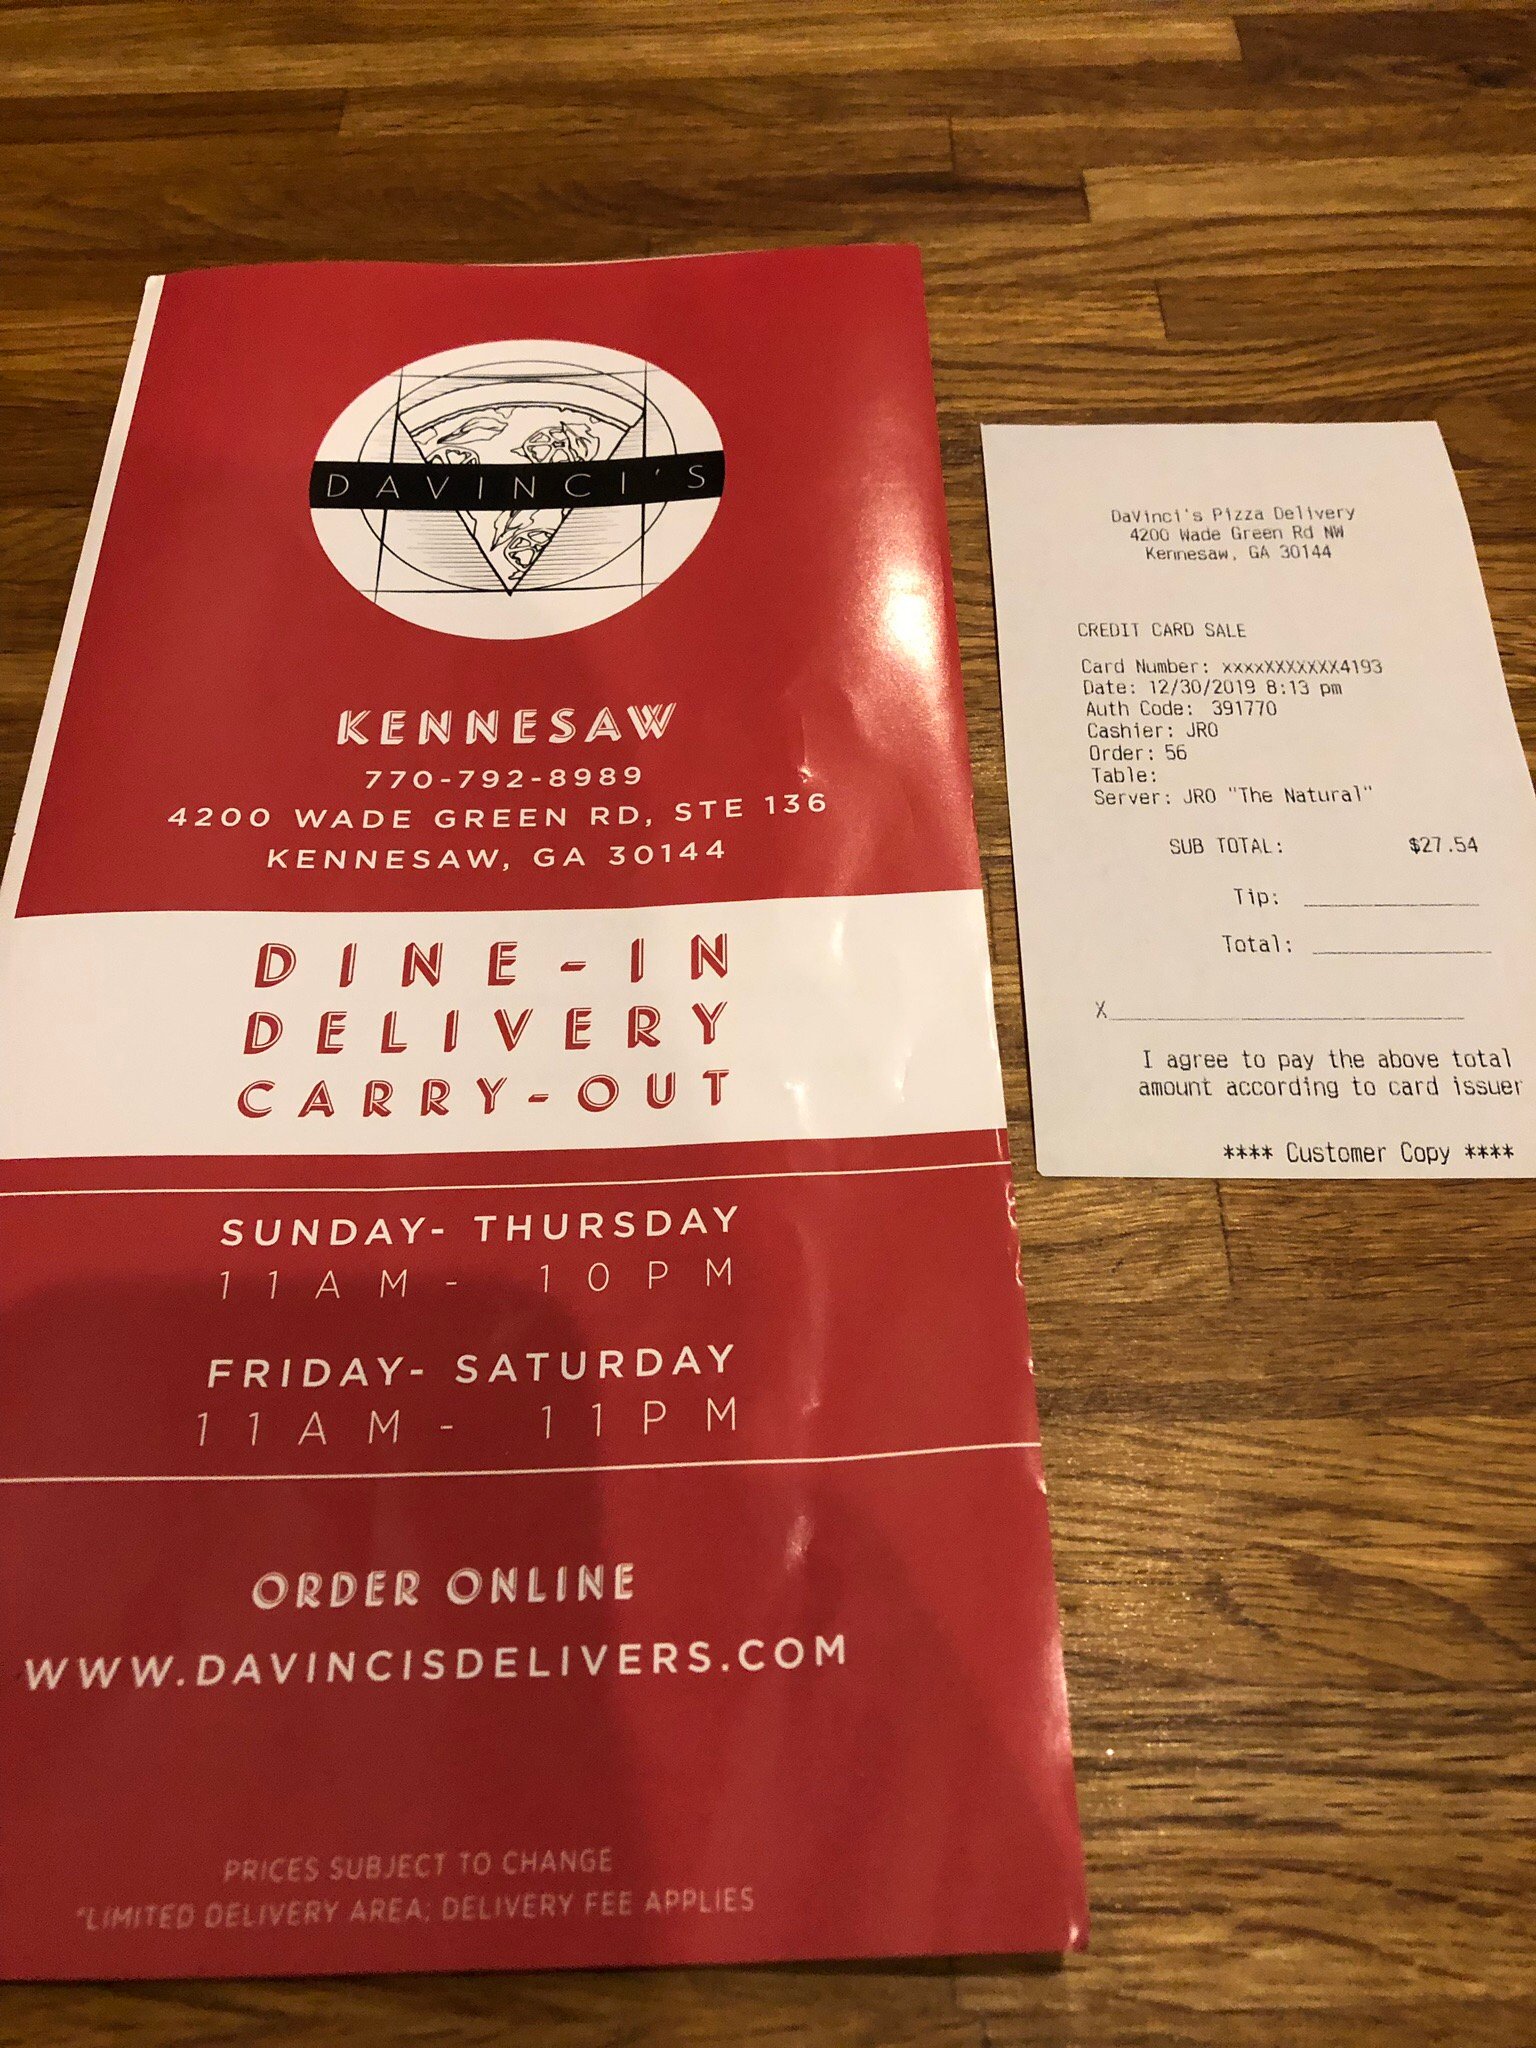 DAVINCI'S
KENNESAW
770-792-8989
4200 WADE GREEN RD, STE 136
KENNESAW, GA 30144
DINE-IN
DELIVERY
CARRY-OUT
SUNDAY- THURSDAY
11AM- 10PM
FRIDAY- SATURDAY
11AM- 11PM
ORDER ONLINE
WWW.DAVINCISDELIVERS.COM
PRICES SUBJECT TO CHANGE
*LIMITED DELIVERY AREA; DELIVERY FEE APPLIES
DaVinci's Pizza Delivery
4200 Wade Green Rd NW
Kennesaw, GA 30144
CREDIT CARD SALE
Card Number: xxxxXXXXXXXX4193
Date: 12/30/2019 8:13 pm
Auth Code: 391770
Cashier: JRO
Order: 56
Table:
Server: JRO "The Natural"
SUB TOTAL: $27.54
Tip: ____________
Total: ____________
X________________________
I agree to pay the above total
amount according to card issuer
**** Customer Copy ****